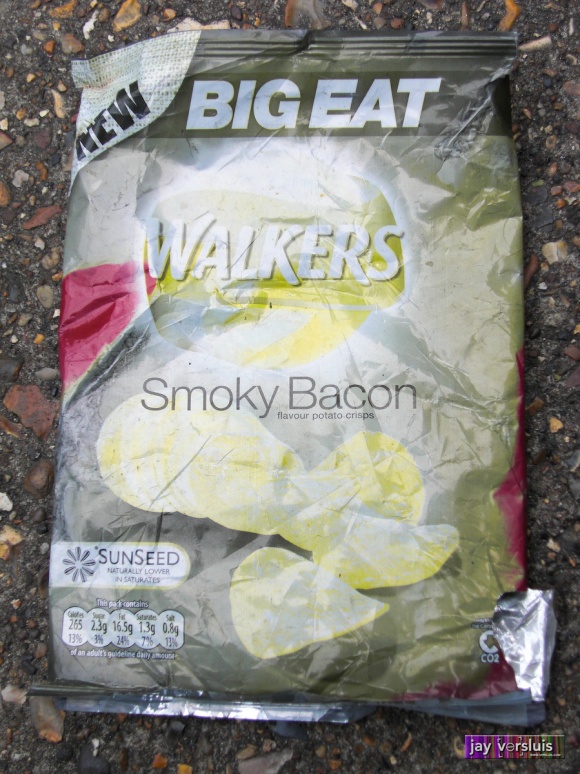 NEW
BIG EAT
WALKERS
Smoky Bacon
flavour potato crisps
SUNSEED
NATURALLY LOWER
IN SATURATES
This pack contains
Calories Sugar Fat Saturates Salt
265 2.3g 16.5g 1.3g 0.8g
13% 3% 24% 7% 13%
of an adult's guideline daily amount
CO2
jay versluis